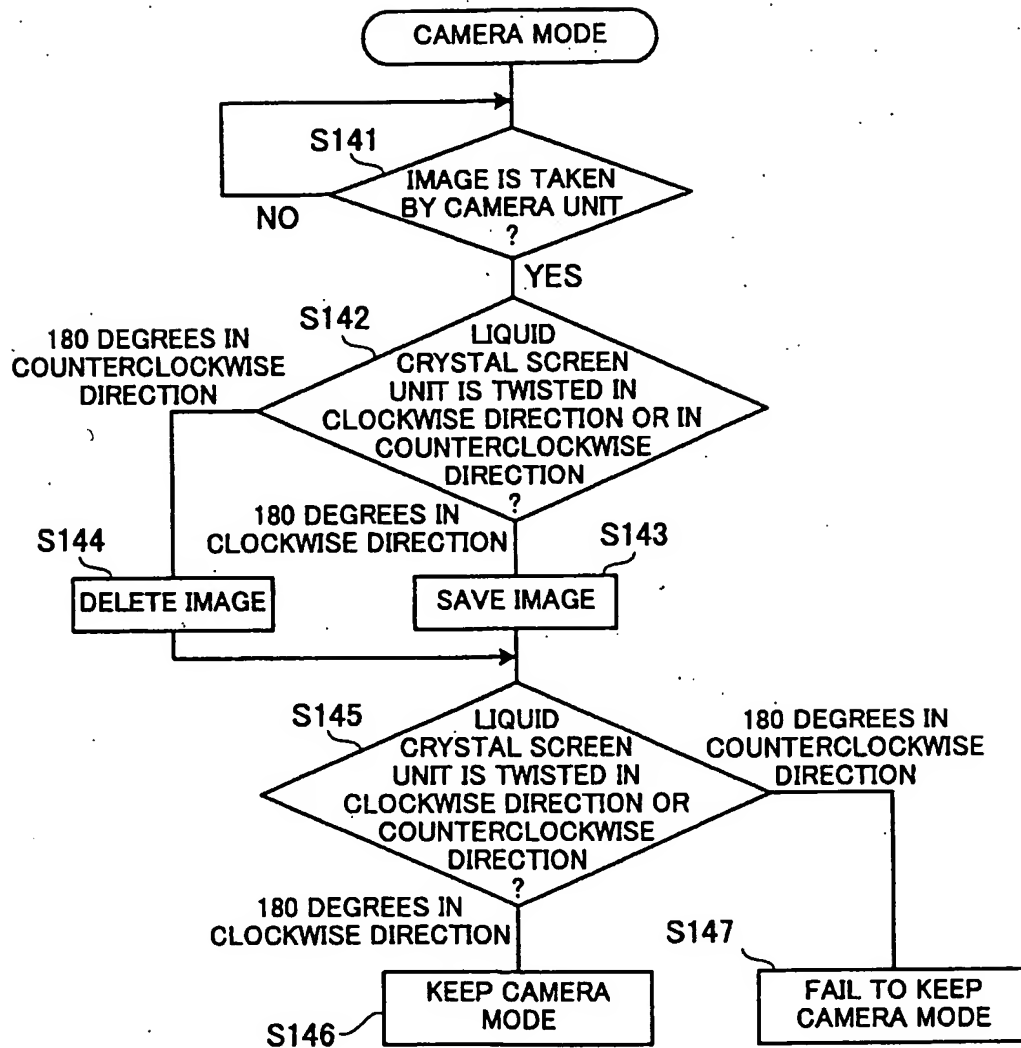 CAMERA MODE
S141
IMAGE IS TAKEN
BY CAMERA UNIT
?
NO
YES
S142
LIQUID
CRYSTAL SCREEN
UNIT IS TWISTED IN
CLOCKWISE DIRECTION OR IN
COUNTERCLOCKWISE
DIRECTION
?
180 DEGREES IN
COUNTERCLOCKWISE
DIRECTION
180 DEGREES IN
CLOCKWISE DIRECTION
S144
DELETE IMAGE
S143
SAVE IMAGE
S145
LIQUID
CRYSTAL SCREEN
UNIT IS TWISTED IN
CLOCKWISE DIRECTION OR
COUNTERCLOCKWISE
DIRECTION
?
180 DEGREES IN
COUNTERCLOCKWISE
DIRECTION
180 DEGREES IN
CLOCKWISE DIRECTION
S147
KEEP CAMERA
MODE
S146
FAIL TO KEEP
CAMERA MODE